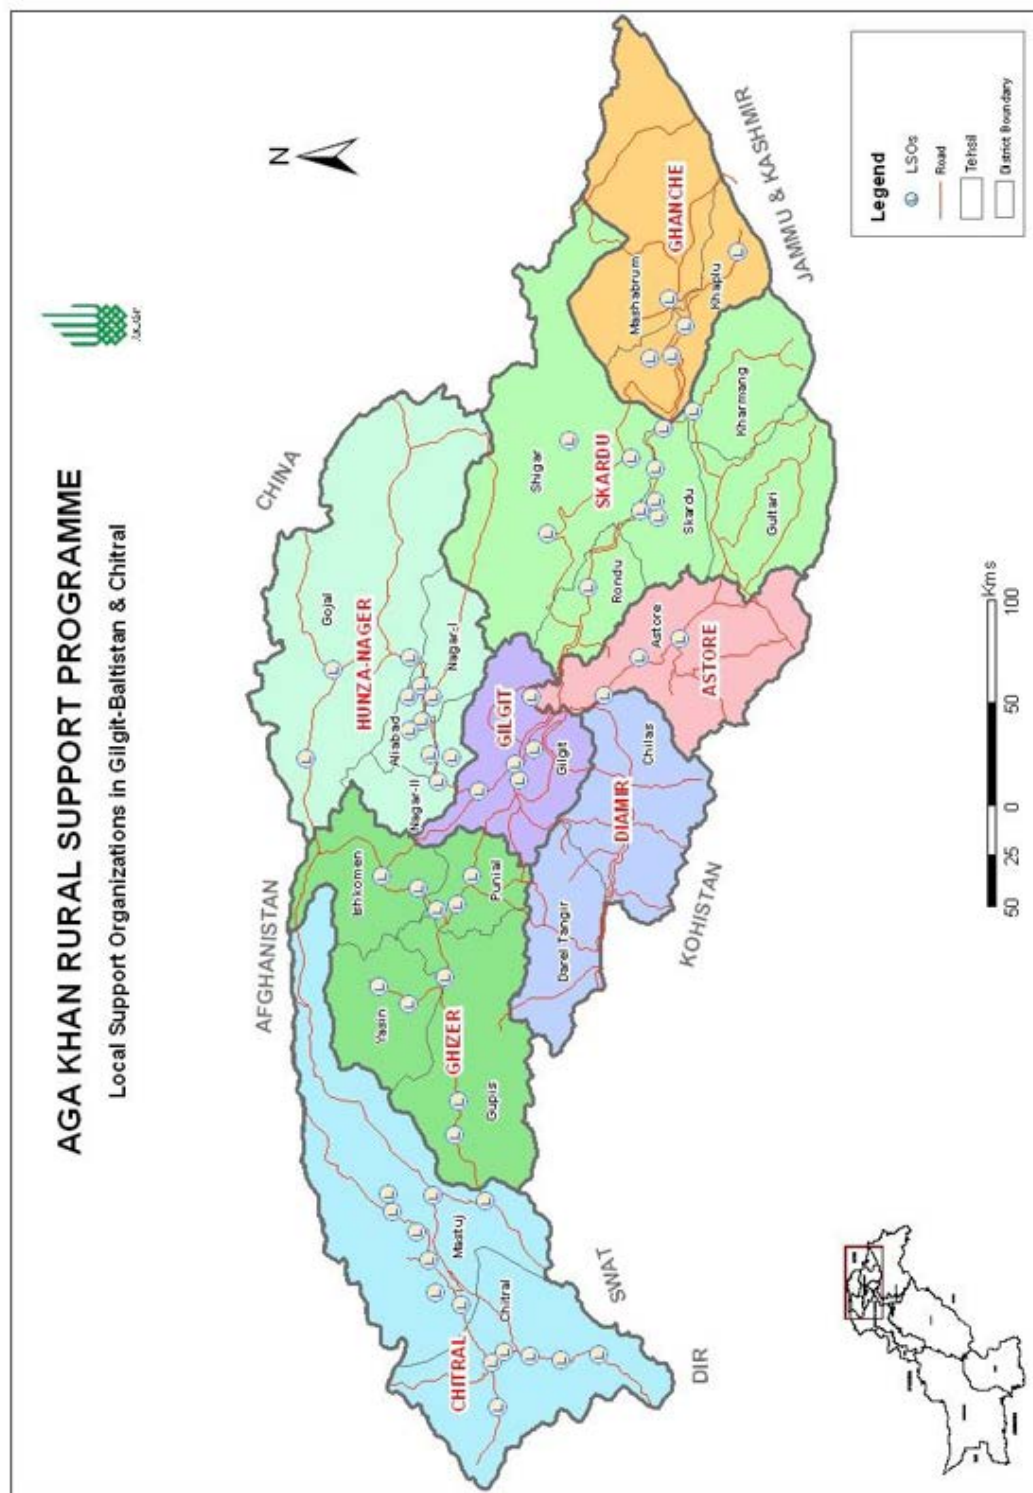 AGA KHAN RURAL SUPPORT PROGRAMME
Local Support Organizations in Gilgit-Baltistan & Chitral
N
AFGHANISTAN
CHINA
JAMMU & KASHMIR
KOHISTAN
SWAT
DIR
CHITRAL
Mastuj
Chitral
GHIZER
Yasin
Ishkomen
Gupis
Punial
HUNZA-NAGER
Gojal
Aliabad
Nagar-I
Nagar-II
GILGIT
Gilgit
DIAMIR
Darel Tangir
Chilas
ASTORE
Astore
SKARDU
Shigar
Rondu
Skardu
Kharmang
Gultari
GHANCHE
Mashabrum
Khaplu
Legend
L LSOs
Road
Tehsil
District Boundary
50 25 0 50 100
Kms